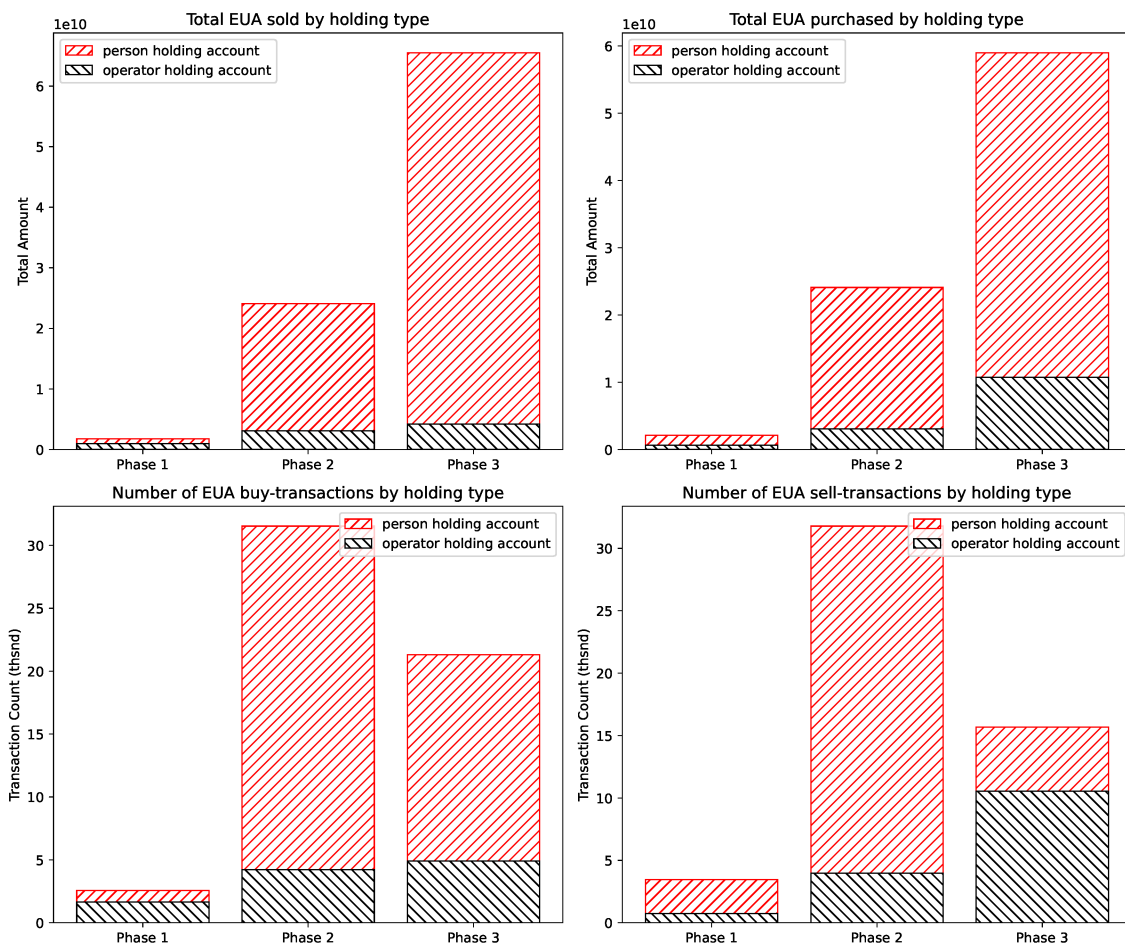 Total EUA sold by holding type
1e10
person holding account
operator holding account
Total Amount
6
5
4
3
2
1
0
Phase 1
Phase 2
Phase 3
Total EUA purchased by holding type
1e10
person holding account
operator holding account
Total Amount
6
5
4
3
2
1
0
Phase 1
Phase 2
Phase 3
Number of EUA buy-transactions by holding type
person holding account
operator holding account
Transaction Count (thsnd)
30
25
20
15
10
5
0
Phase 1
Phase 2
Phase 3
Number of EUA sell-transactions by holding type
person holding account
operator holding account
Transaction Count (thsnd)
30
25
20
15
10
5
0
Phase 1
Phase 2
Phase 3